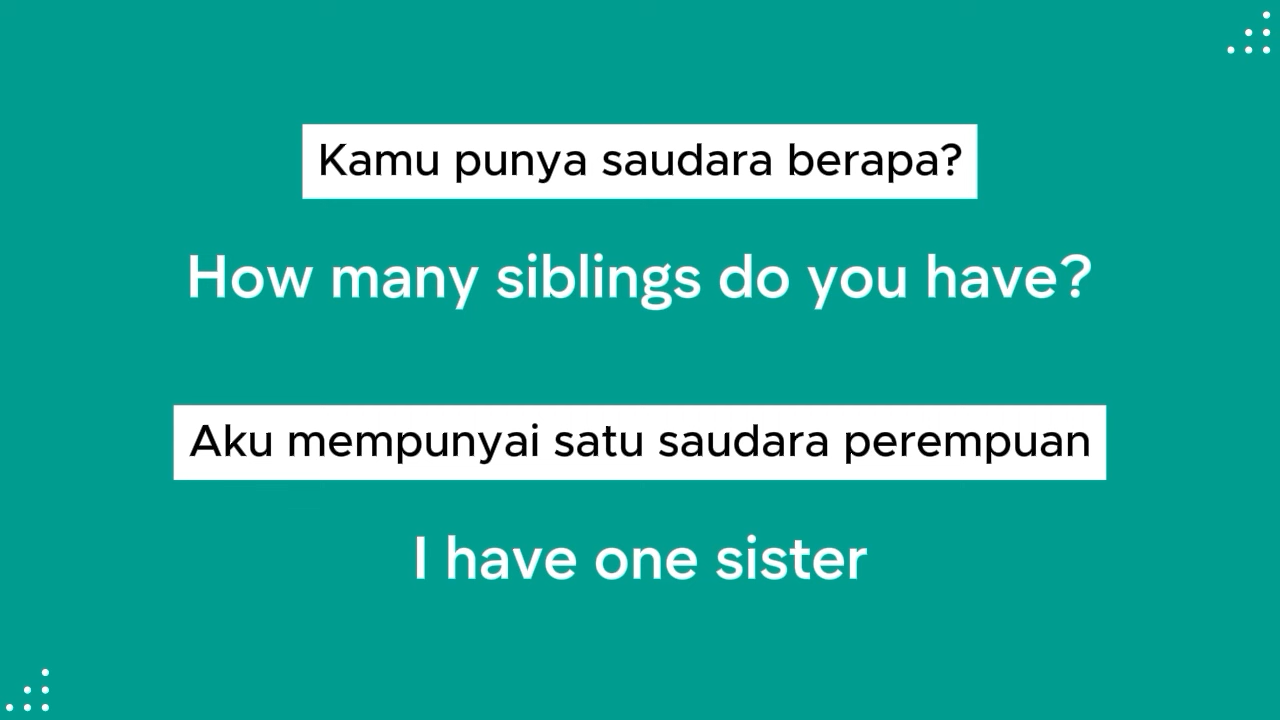 Kamu punya saudara berapa?
How many siblings do you have?
Aku mempunyai satu saudara perempuan
I have one sister